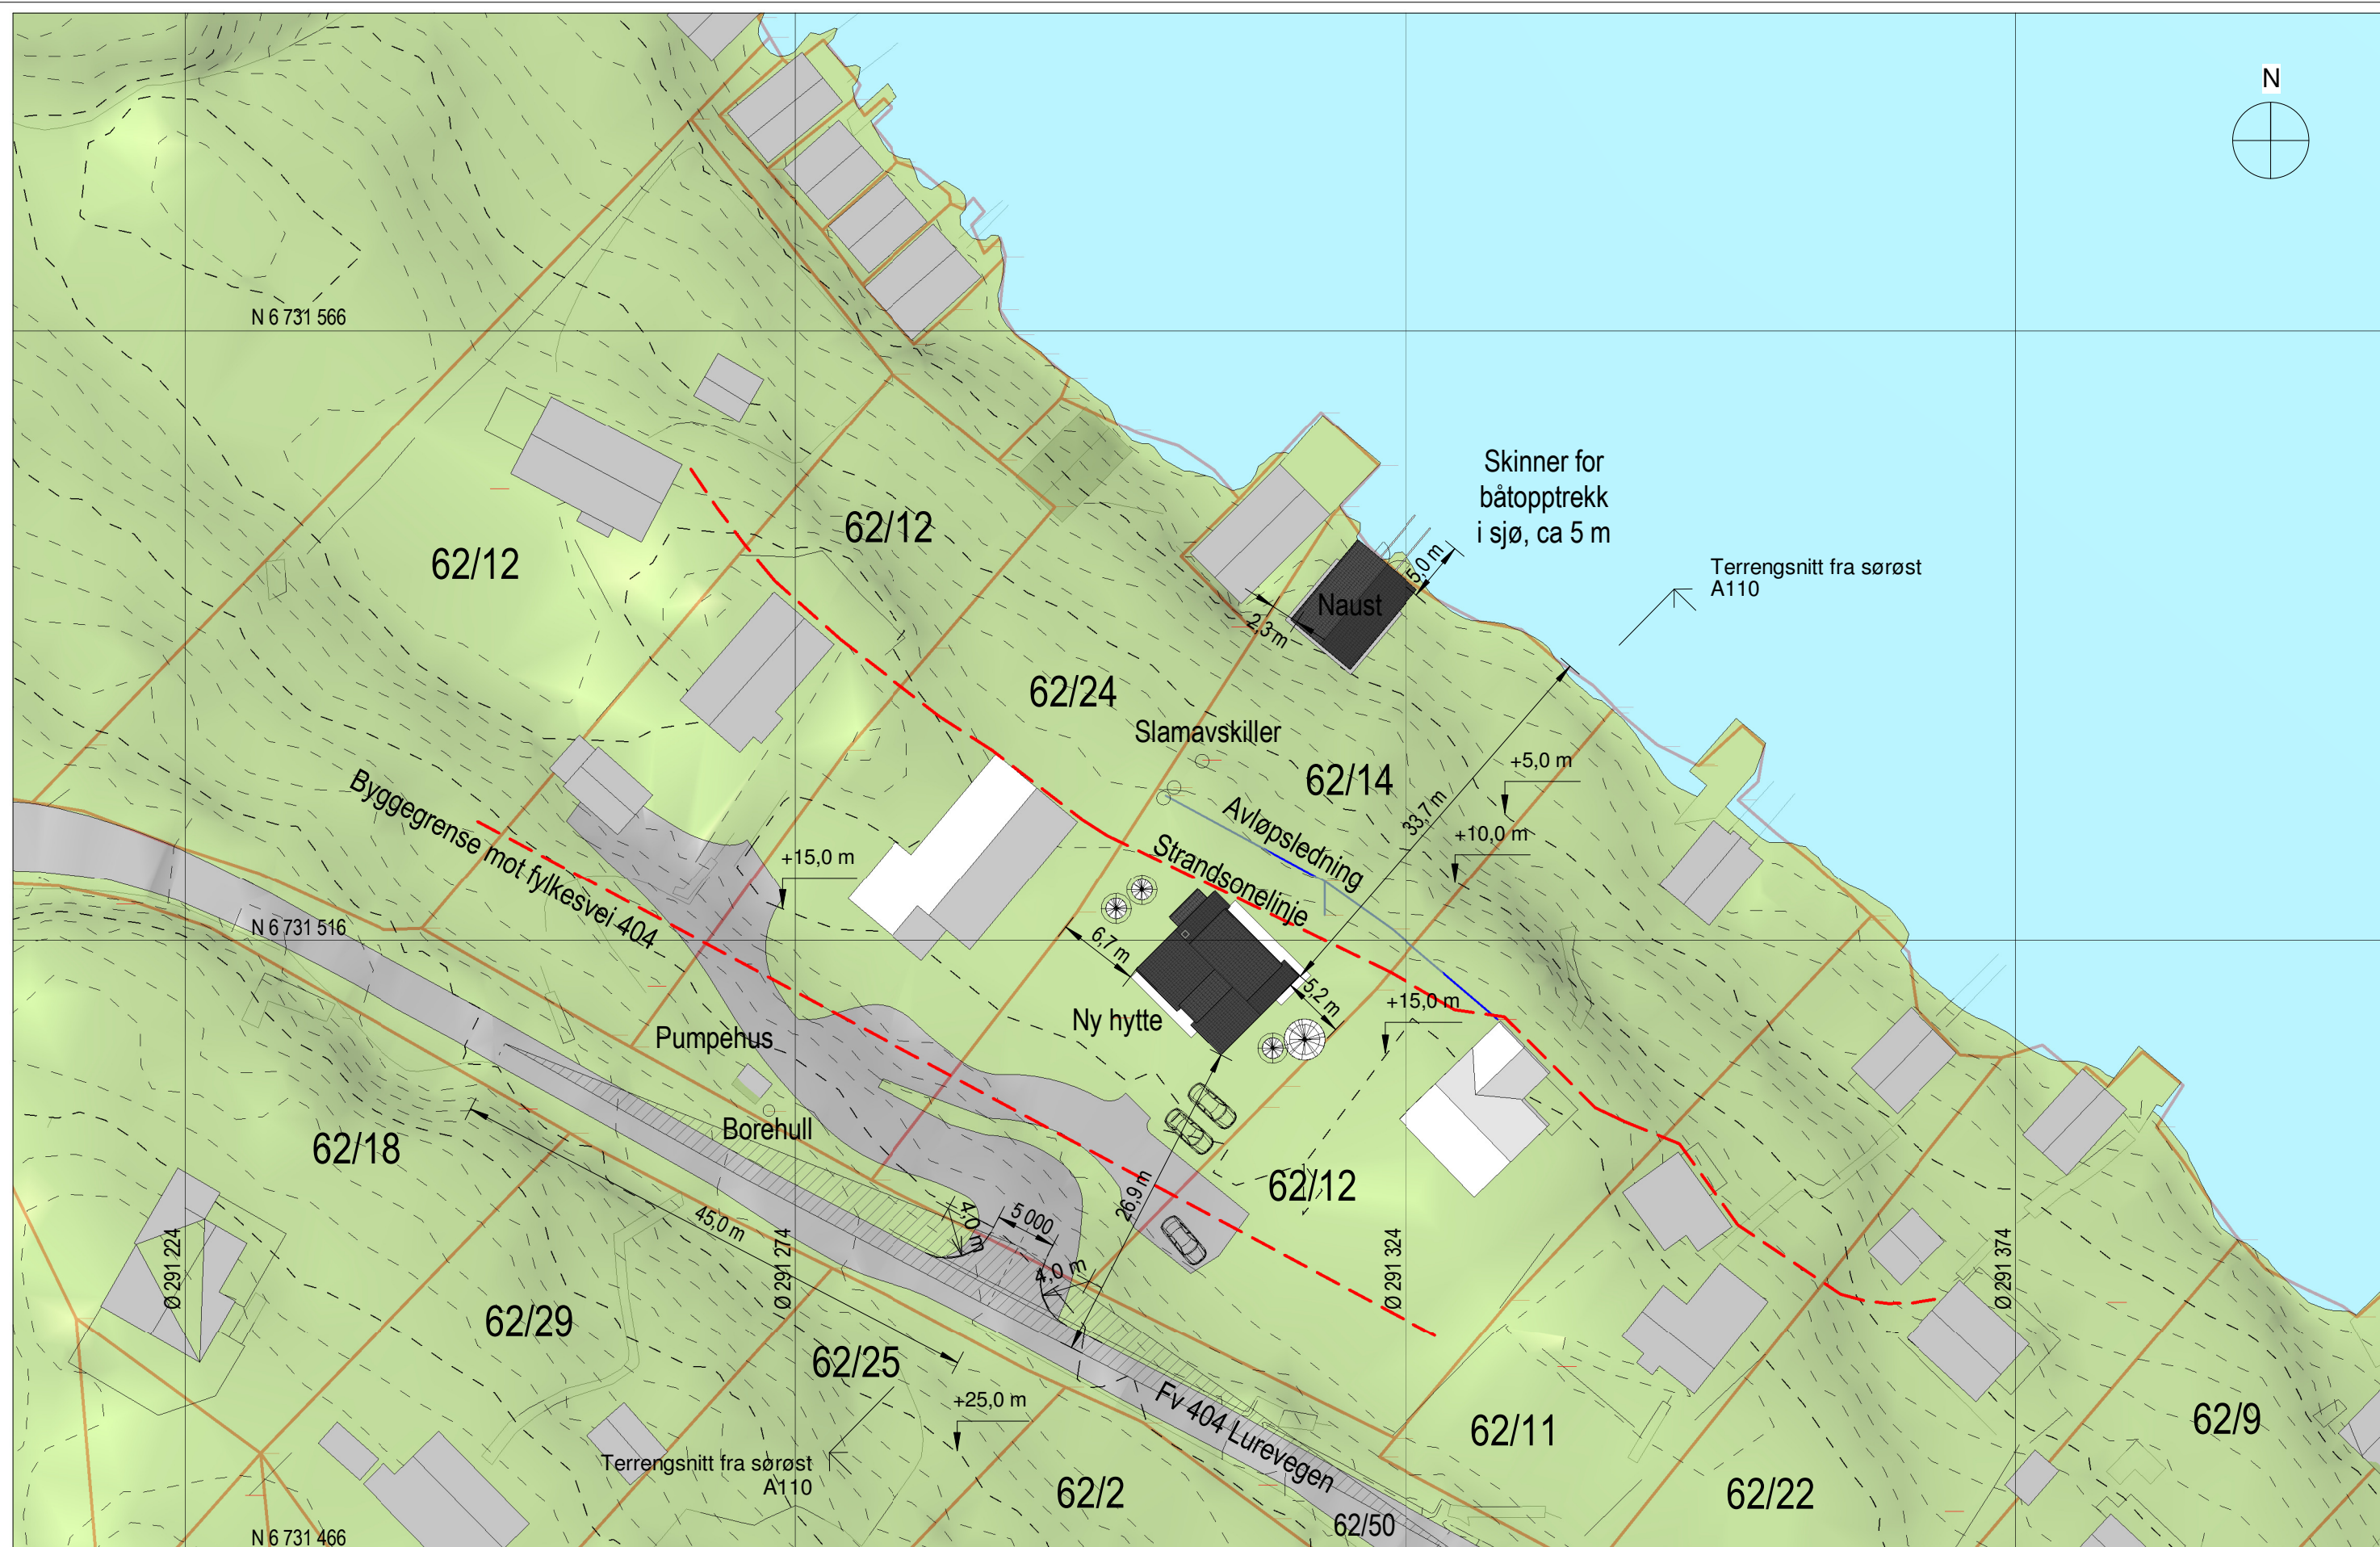 N
N 6 731 566
Skinner for
båtopptrekk
i sjø, ca 5 m
62/12
62/12
5,0 m
Terrengsnitt fra sørøst
A110
Naust
2,3 m
62/24
Slamavskiller
62/14
+5,0 m
Byggegrense mot fylkesvei 404
Avløpsledning
33,7 m
+10,0 m
Strandsonelinje
+15,0 m
N 6 731 516
6,7 m
5,2 m
+15,0 m
Ny hytte
Pumpehus
Borehull
62/18
62/12
26,9 m
45,0 m
4,0 m
5 000
4,0 m
Ø 291 224
Ø 291 274
Ø 291 324
Ø 291 374
62/29
62/25
+25,0 m
Fv 404 Lurevegen
62/11
62/9
Terrengsnitt fra sørøst
A110
62/2
62/22
62/50
N 6 731 466